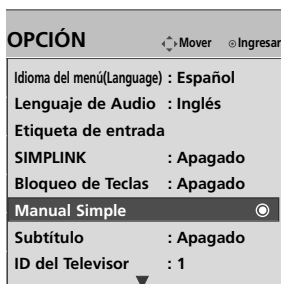 OPCIÓN Mover Ingresar
Idioma del menú(Language) : Español
Lenguaje de Audio : Inglés
Etiqueta de entrada
SIMPLINK : Apagado
Bloqueo de Teclas : Apagado
Manual Simple
Subtítulo : Apagado
ID del Televisor : 1